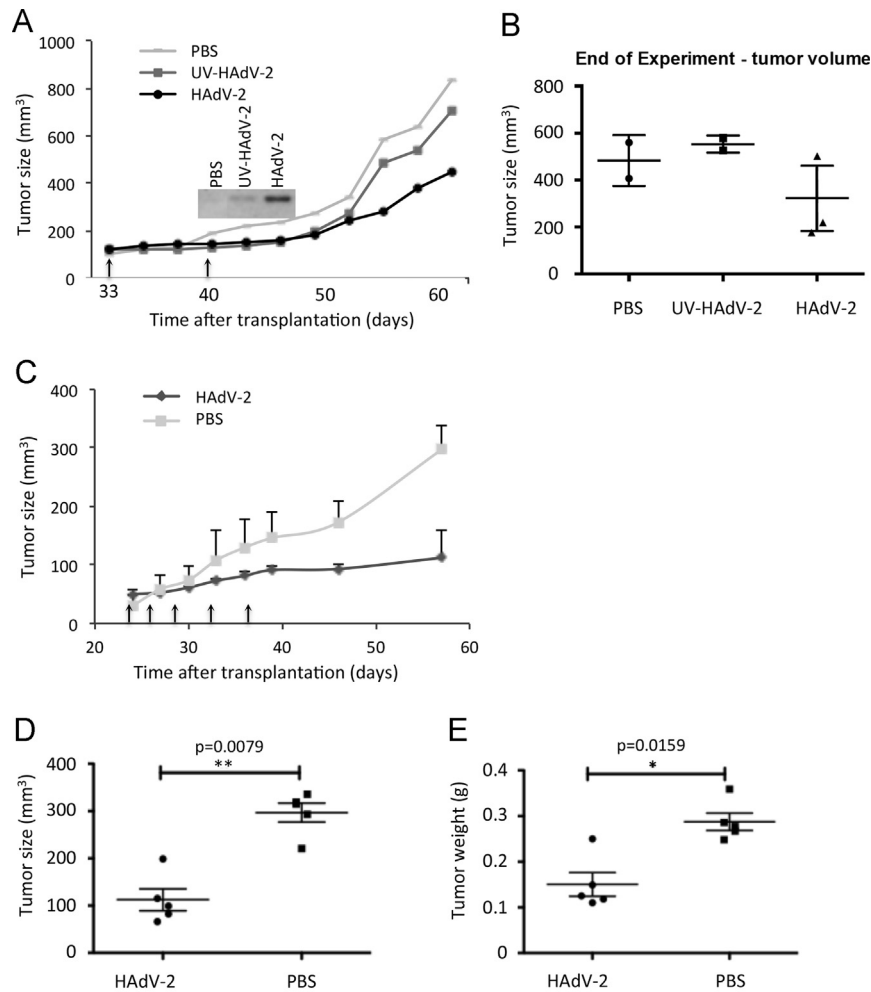 A
1000
800
600
400
200
0
Tumor size (mm³)
PBS
UV-HAdV-2
HAdV-2
PBS
UV-HAdV-2
HAdV-2
33
40
50
60
Time after transplantation (days)
B
End of Experiment - tumor volume
800
600
400
200
0
Tumor size (mm³)
PBS
UV-HAdV-2
HAdV-2
C
400
300
200
100
0
Tumor size (mm³)
HAdV-2
PBS
20
30
40
50
60
Time after transplantation (days)
D
p=0.0079
**
400
300
200
100
0
Tumor size (mm³)
HAdV-2
PBS
E
p=0.0159
*
0.4
0.3
0.2
0.1
0
Tumor weight (g)
HAdV-2
PBS